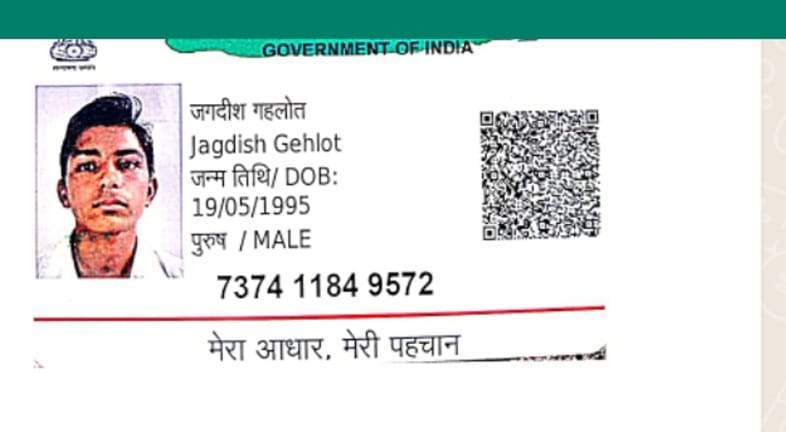 GOVERNMENT OF INDIA
जगदीश गहलोत
Jagdish Gehlot
जन्म तिथि/ DOB:
19/05/1995
पुरुष / MALE
7374 1184 9572
मेरा आधार, मेरी पहचान